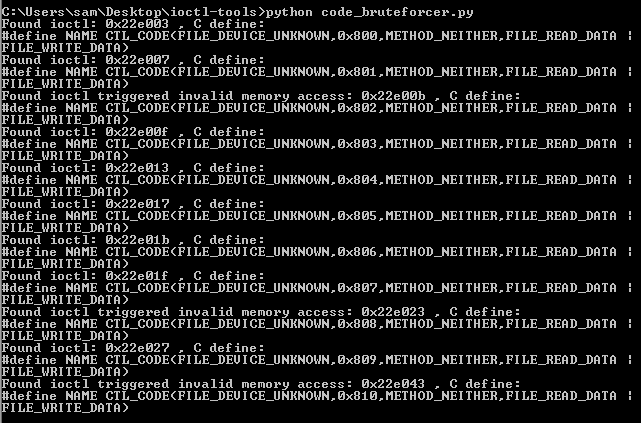 C:\Users\sam\Desktop\ioctl-tools>python code_bruteforcer.py
Found ioctl: 0x22e003 , C define:
#define NAME CTL_CODE(FILE_DEVICE_UNKNOWN,0x800,METHOD_NEITHER,FILE_READ_DATA |
FILE_WRITE_DATA)
Found ioctl: 0x22e007 , C define:
#define NAME CTL_CODE(FILE_DEVICE_UNKNOWN,0x801,METHOD_NEITHER,FILE_READ_DATA |
FILE_WRITE_DATA)
Found ioctl triggered invalid memory access: 0x22e00b , C define:
#define NAME CTL_CODE(FILE_DEVICE_UNKNOWN,0x802,METHOD_NEITHER,FILE_READ_DATA |
FILE_WRITE_DATA)
Found ioctl: 0x22e00f , C define:
#define NAME CTL_CODE(FILE_DEVICE_UNKNOWN,0x803,METHOD_NEITHER,FILE_READ_DATA |
FILE_WRITE_DATA)
Found ioctl: 0x22e013 , C define:
#define NAME CTL_CODE(FILE_DEVICE_UNKNOWN,0x804,METHOD_NEITHER,FILE_READ_DATA |
FILE_WRITE_DATA)
Found ioctl: 0x22e017 , C define:
#define NAME CTL_CODE(FILE_DEVICE_UNKNOWN,0x805,METHOD_NEITHER,FILE_READ_DATA |
FILE_WRITE_DATA)
Found ioctl: 0x22e01b , C define:
#define NAME CTL_CODE(FILE_DEVICE_UNKNOWN,0x806,METHOD_NEITHER,FILE_READ_DATA |
FILE_WRITE_DATA)
Found ioctl: 0x22e01f , C define:
#define NAME CTL_CODE(FILE_DEVICE_UNKNOWN,0x807,METHOD_NEITHER,FILE_READ_DATA |
FILE_WRITE_DATA)
Found ioctl triggered invalid memory access: 0x22e023 , C define:
#define NAME CTL_CODE(FILE_DEVICE_UNKNOWN,0x808,METHOD_NEITHER,FILE_READ_DATA |
FILE_WRITE_DATA)
Found ioctl: 0x22e027 , C define:
#define NAME CTL_CODE(FILE_DEVICE_UNKNOWN,0x809,METHOD_NEITHER,FILE_READ_DATA |
FILE_WRITE_DATA)
Found ioctl triggered invalid memory access: 0x22e043 , C define:
#define NAME CTL_CODE(FILE_DEVICE_UNKNOWN,0x810,METHOD_NEITHER,FILE_READ_DATA |
FILE_WRITE_DATA)